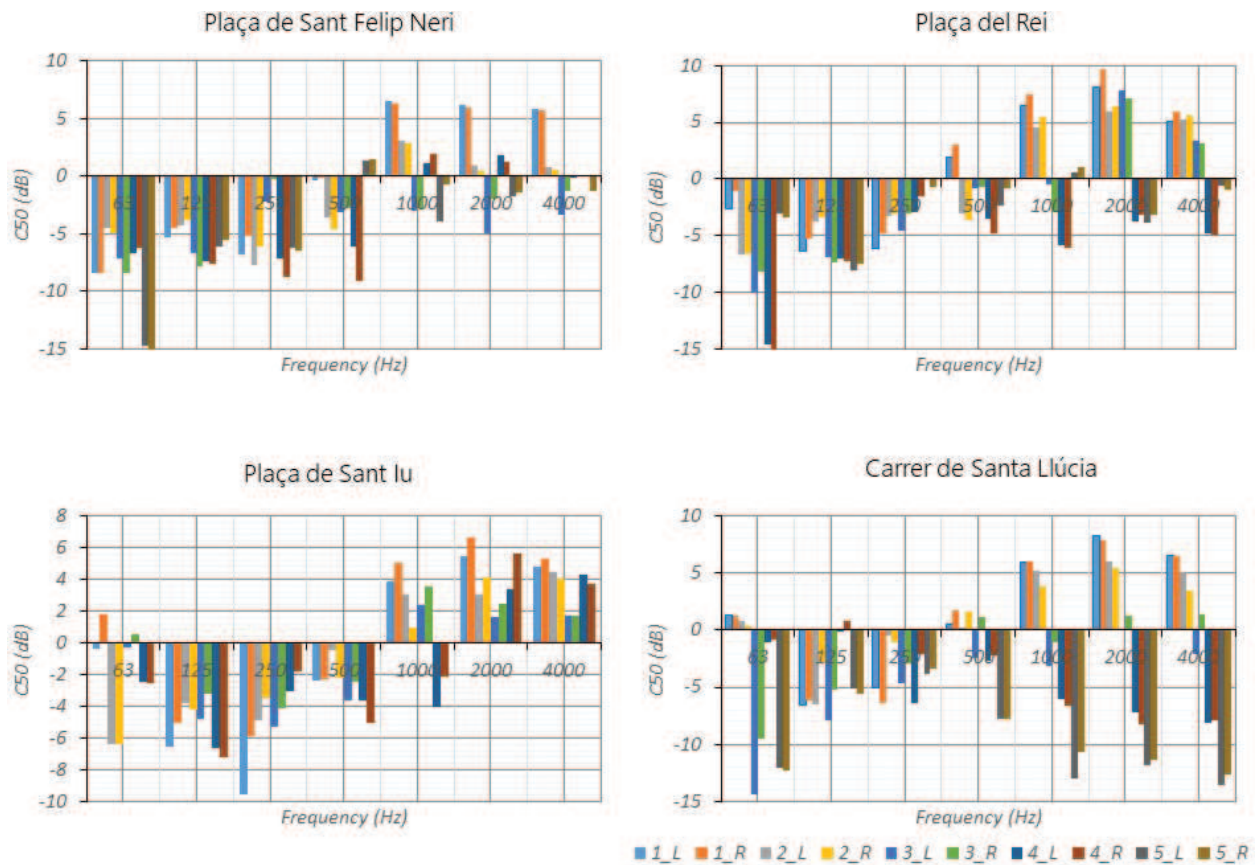 Plaça de Sant Felip Neri
10
5
0
-5
-10
-15
C50 (dB)
63 125 250 500 1000 2000 4000
Frequency (Hz)
Plaça del Rei
10
5
0
-5
-10
-15
C50 (dB)
63 125 250 500 1000 2000 4000
Frequency (Hz)
Plaça de Sant Iu
8
6
4
2
0
-2
-4
-6
-8
-10
C50 (dB)
63 125 250 500 1000 2000 4000
Frequency (Hz)
Carrer de Santa Llúcia
10
5
0
-5
-10
-15
C50 (dB)
63 125 250 500 1000 2000 4000
Frequency (Hz)
1_L 1_R 2_L 2_R 3_L 3_R 4_L 4_R 5_L 5_R